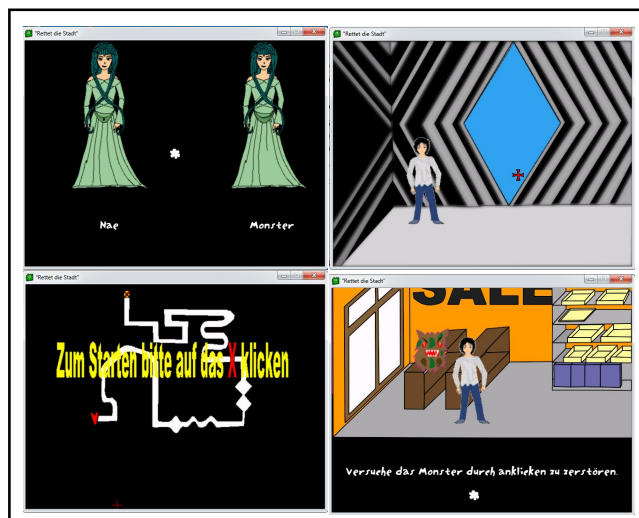 "Rettet die Stadt"
Nae
Monster
"Rettet die Stadt"
"Rettet die Stadt"
Zum Starten bitte auf das X klicken
"Rettet die Stadt"
SALE
Versuche das Monster durch anklicken zu zerstören.